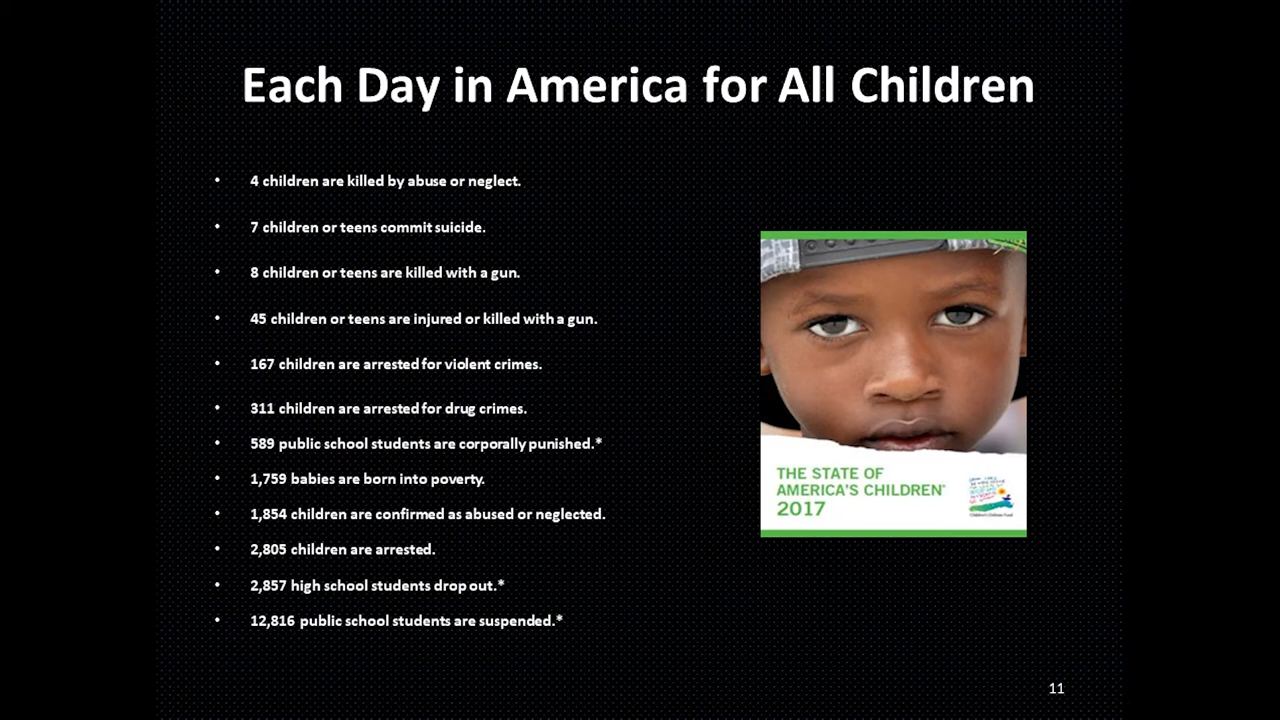 Each Day in America for All Children
• 4 children are killed by abuse or neglect.
• 7 children or teens commit suicide.
• 8 children or teens are killed with a gun.
• 45 children or teens are injured or killed with a gun.
• 167 children are arrested for violent crimes.
• 311 children are arrested for drug crimes.
• 589 public school students are corporally punished.*
• 1,759 babies are born into poverty.
• 1,854 children are confirmed as abused or neglected.
• 2,805 children are arrested.
• 2,857 high school students drop out.*
• 12,816 public school students are suspended.*
THE STATE OF
AMERICA'S CHILDREN®
2017
Children's Defense Fund
11